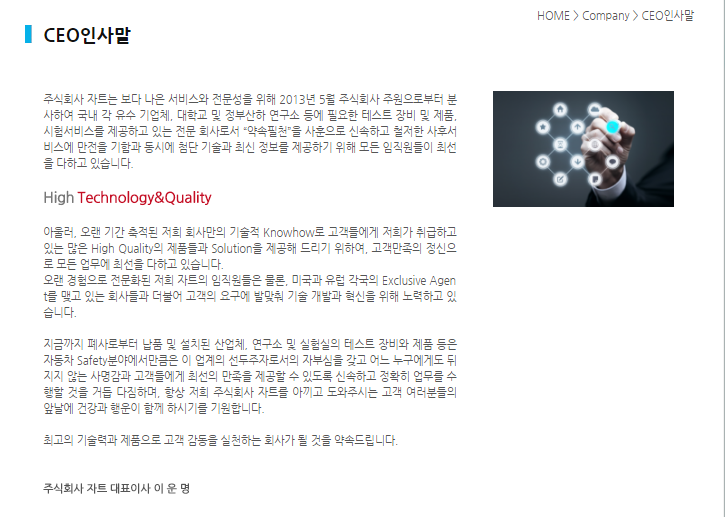 HOME > Company > CEO인사말
CEO인사말
주식회사 자트는 보다 나은 서비스와 전문성을 위해 2013년 5월 주식회사 주원으로부터 분
사하여 국내 각 유수 기업체, 대학교 및 정부산하 연구소 등에 필요한 테스트 장비 및 제품,
시험서비스를 제공하고 있는 전문 회사로서 “약속필천”을 사훈으로 신속하고 철저한 사후서
비스에 만전을 기함과 동시에 첨단 기술과 최신 정보를 제공하기 위해 모든 임직원들이 최선
을 다하고 있습니다.
High Technology&Quality
아울러, 오랜 기간 축적된 저희 회사만의 기술적 Knowhow로 고객들에게 저희가 취급하고
있는 많은 High Quality의 제품들과 Solution을 제공해 드리기 위하여, 고객만족의 정신으
로 모든 업무에 최선을 다하고 있습니다.
오랜 경험으로 전문화된 저희 자트의 임직원들은 물론, 미국과 유럽 각국의 Exclusive Agen
t를 맺고 있는 회사들과 더불어 고객의 요구에 발맞춰 기술 개발과 혁신을 위해 노력하고 있
습니다.
지금까지 폐사로부터 납품 및 설치된 산업체, 연구소 및 실험실의 테스트 장비와 제품 등은
자동차 Safety분야에서만큼은 이 업계의 선두주자로서의 자부심을 갖고 어느 누구에게도 뒤
지지 않는 사명감과 고객들에게 최선의 만족을 제공할 수 있도록 신속하고 정확히 업무를 수
행할 것을 거듭 다짐하며, 항상 저희 주식회사 자트를 아끼고 도와주시는 고객 여러분들의
앞날에 건강과 행운이 함께 하시기를 기원합니다.
최고의 기술력과 제품으로 고객 감동을 실천하는 회사가 될 것을 약속드립니다.
주식회사 자트 대표이사 이 운 명